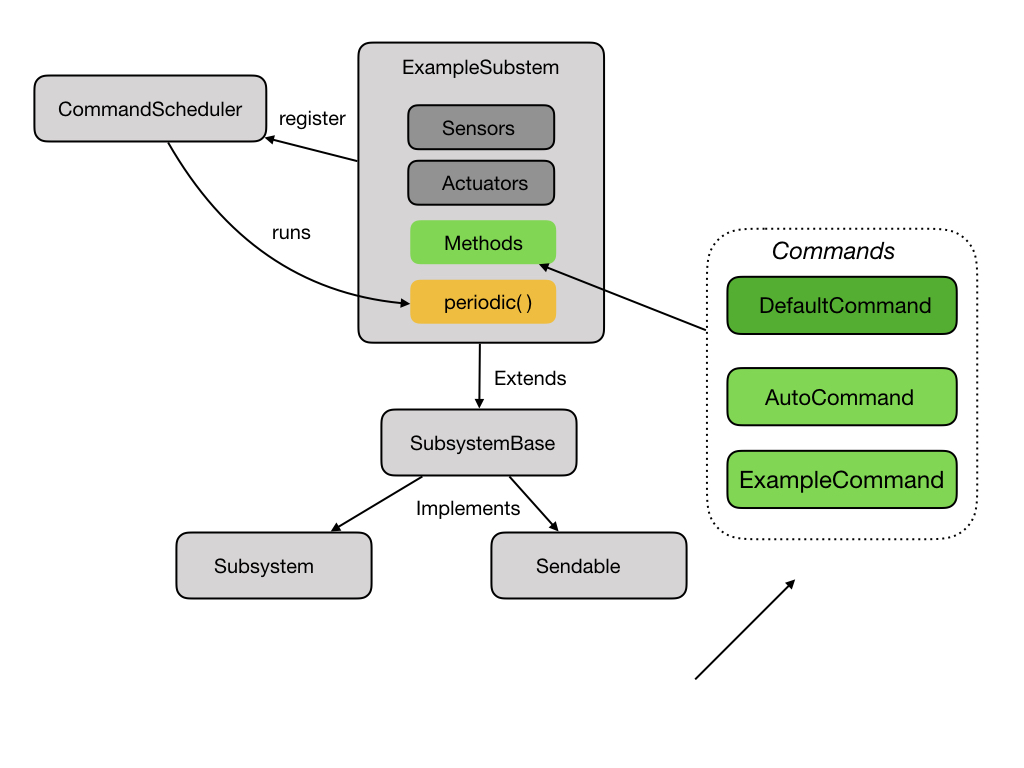 ExampleSubstem
CommandScheduler
register
Sensors
Actuators
runs
Methods
periodic( )
Commands
DefaultCommand
AutoCommand
ExampleCommand
Extends
SubsystemBase
Implements
Subsystem
Sendable